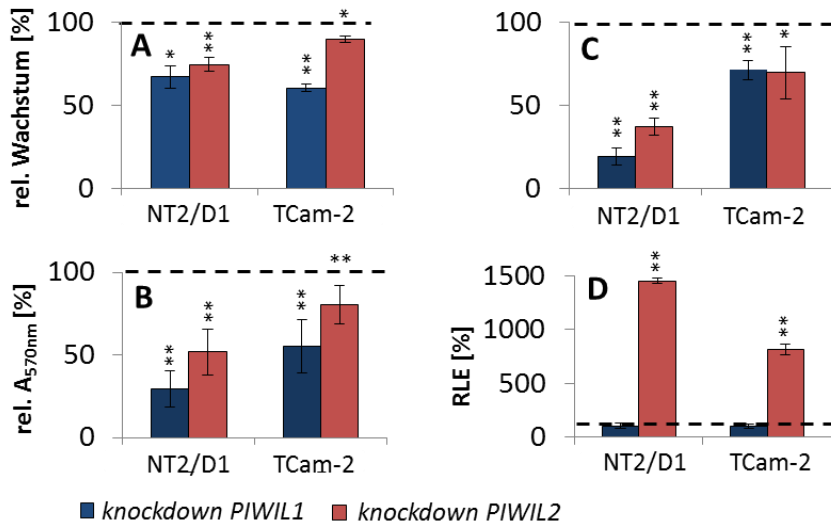 rel. Wachstum [%]
100
50
0
A
*
**
**
*
NT2/D1
TCam-2
100
50
0
C
**
**
**
*
NT2/D1
TCam-2
rel. A570nm [%]
100
50
0
B
**
**
**
**
NT2/D1
TCam-2
RLE [%]
1500
1000
500
0
D
**
**
NT2/D1
TCam-2
knockdown PIWIL1
knockdown PIWIL2